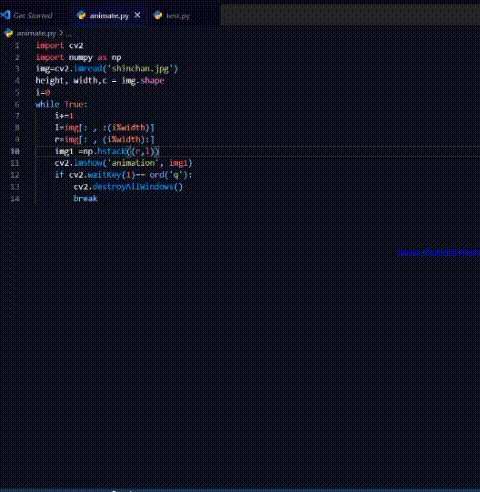 Get Started animate.py × test.py
animate.py > ...
1 import cv2
2 import numpy as np
3 img=cv2.imread('shinchan.jpg')
4 height, width,c = img.shape
5 i=0
6 while True:
7 i+=1
8 l=img[: , :(i%width)]
9 r=img[: , (i%width):]
10 img1 =np.hstack((r,l))
11 cv2.imshow('animation', img1)
12 if cv2.waitKey(1)== ord('q'):
13 cv2.destroyAllWindows()
14 break